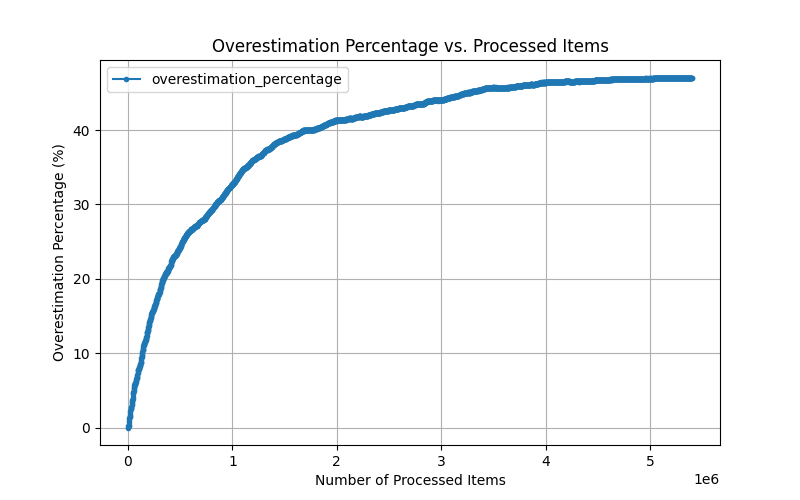 Overestimation Percentage vs. Processed Items
overestimation_percentage
Overestimation Percentage (%)
40
30
20
10
0
0 1 2 3 4 5
1e6
Number of Processed Items